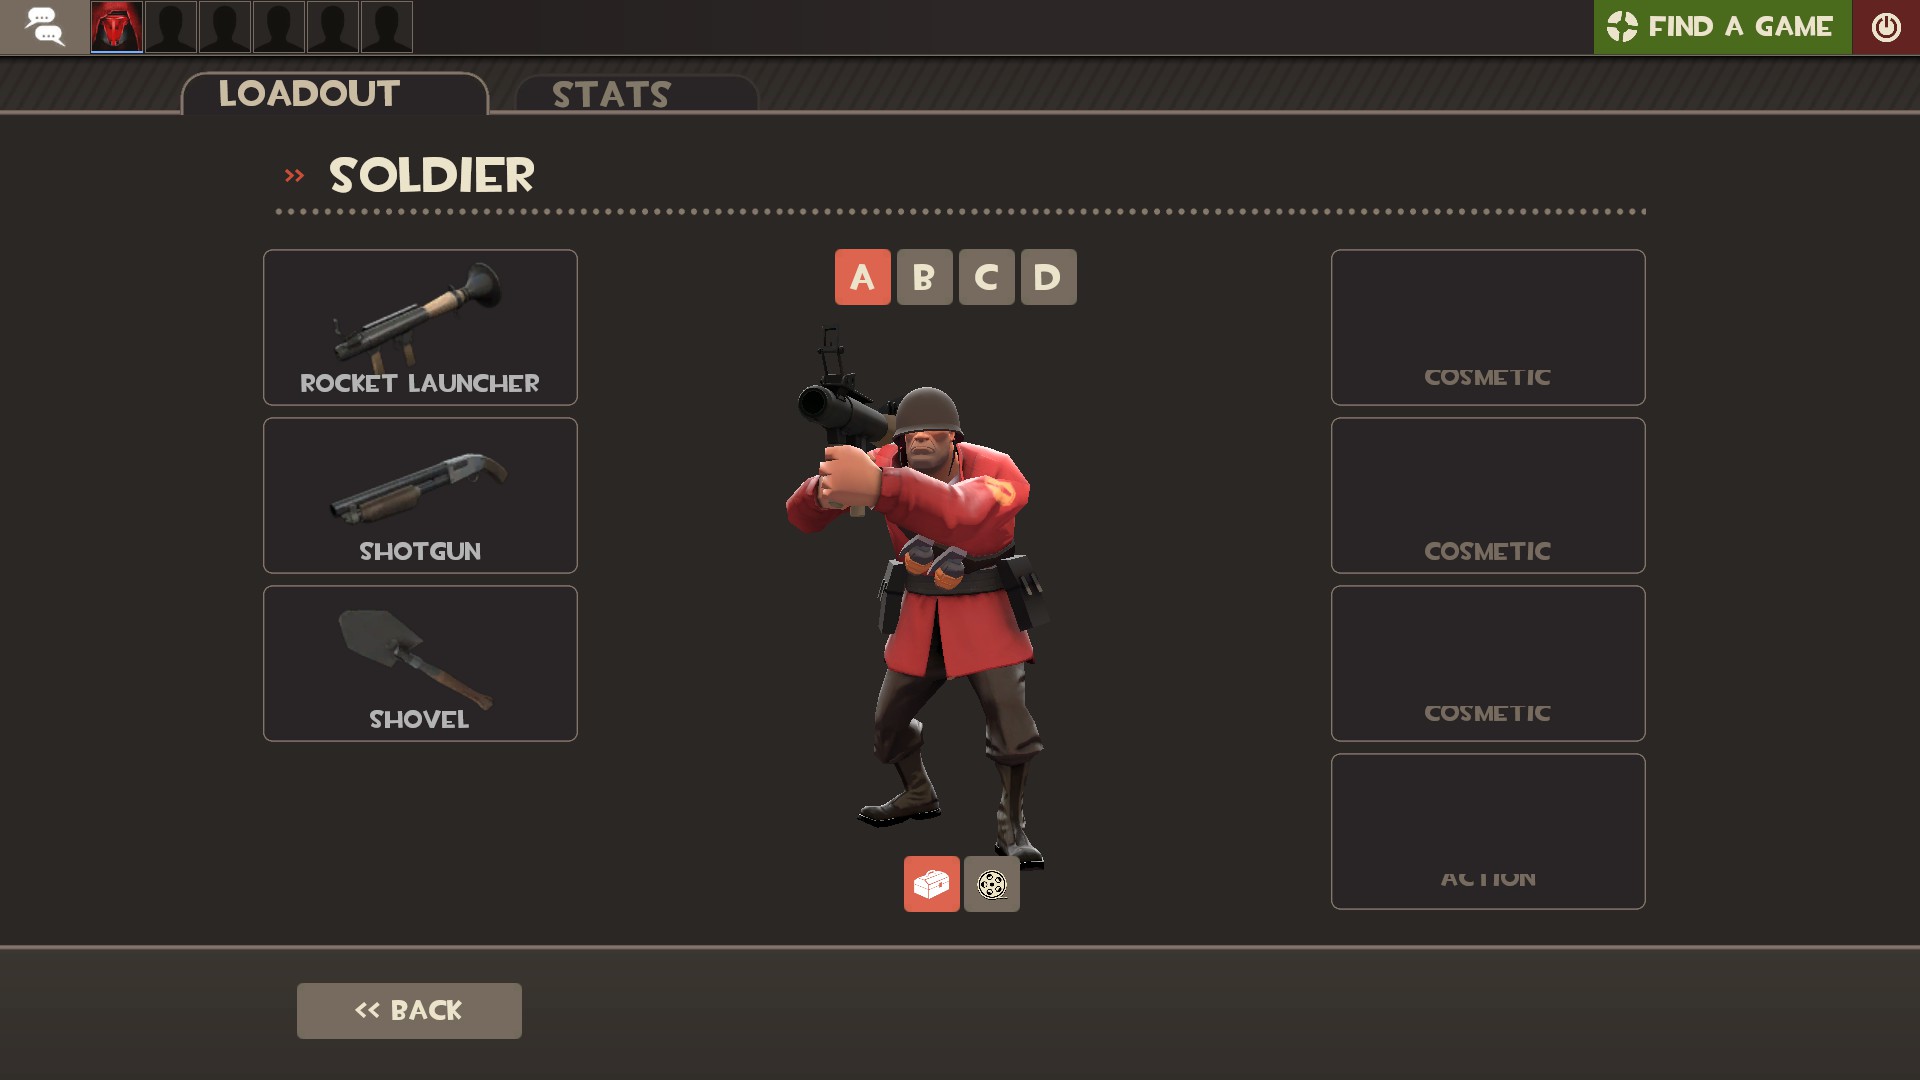 FIND A GAME
LOADOUT
STATS
>> SOLDIER
A B C D
ROCKET LAUNCHER
SHOTGUN
SHOVEL
COSMETIC
COSMETIC
COSMETIC
ACTION
<< BACK